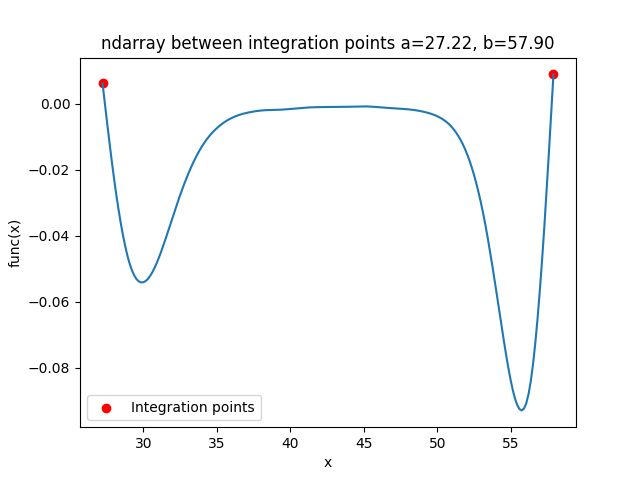 ndarray between integration points a=27.22, b=57.90
0.00
−0.02
−0.04
−0.06
−0.08
func(x)
Integration points
30 35 40 45 50 55
x